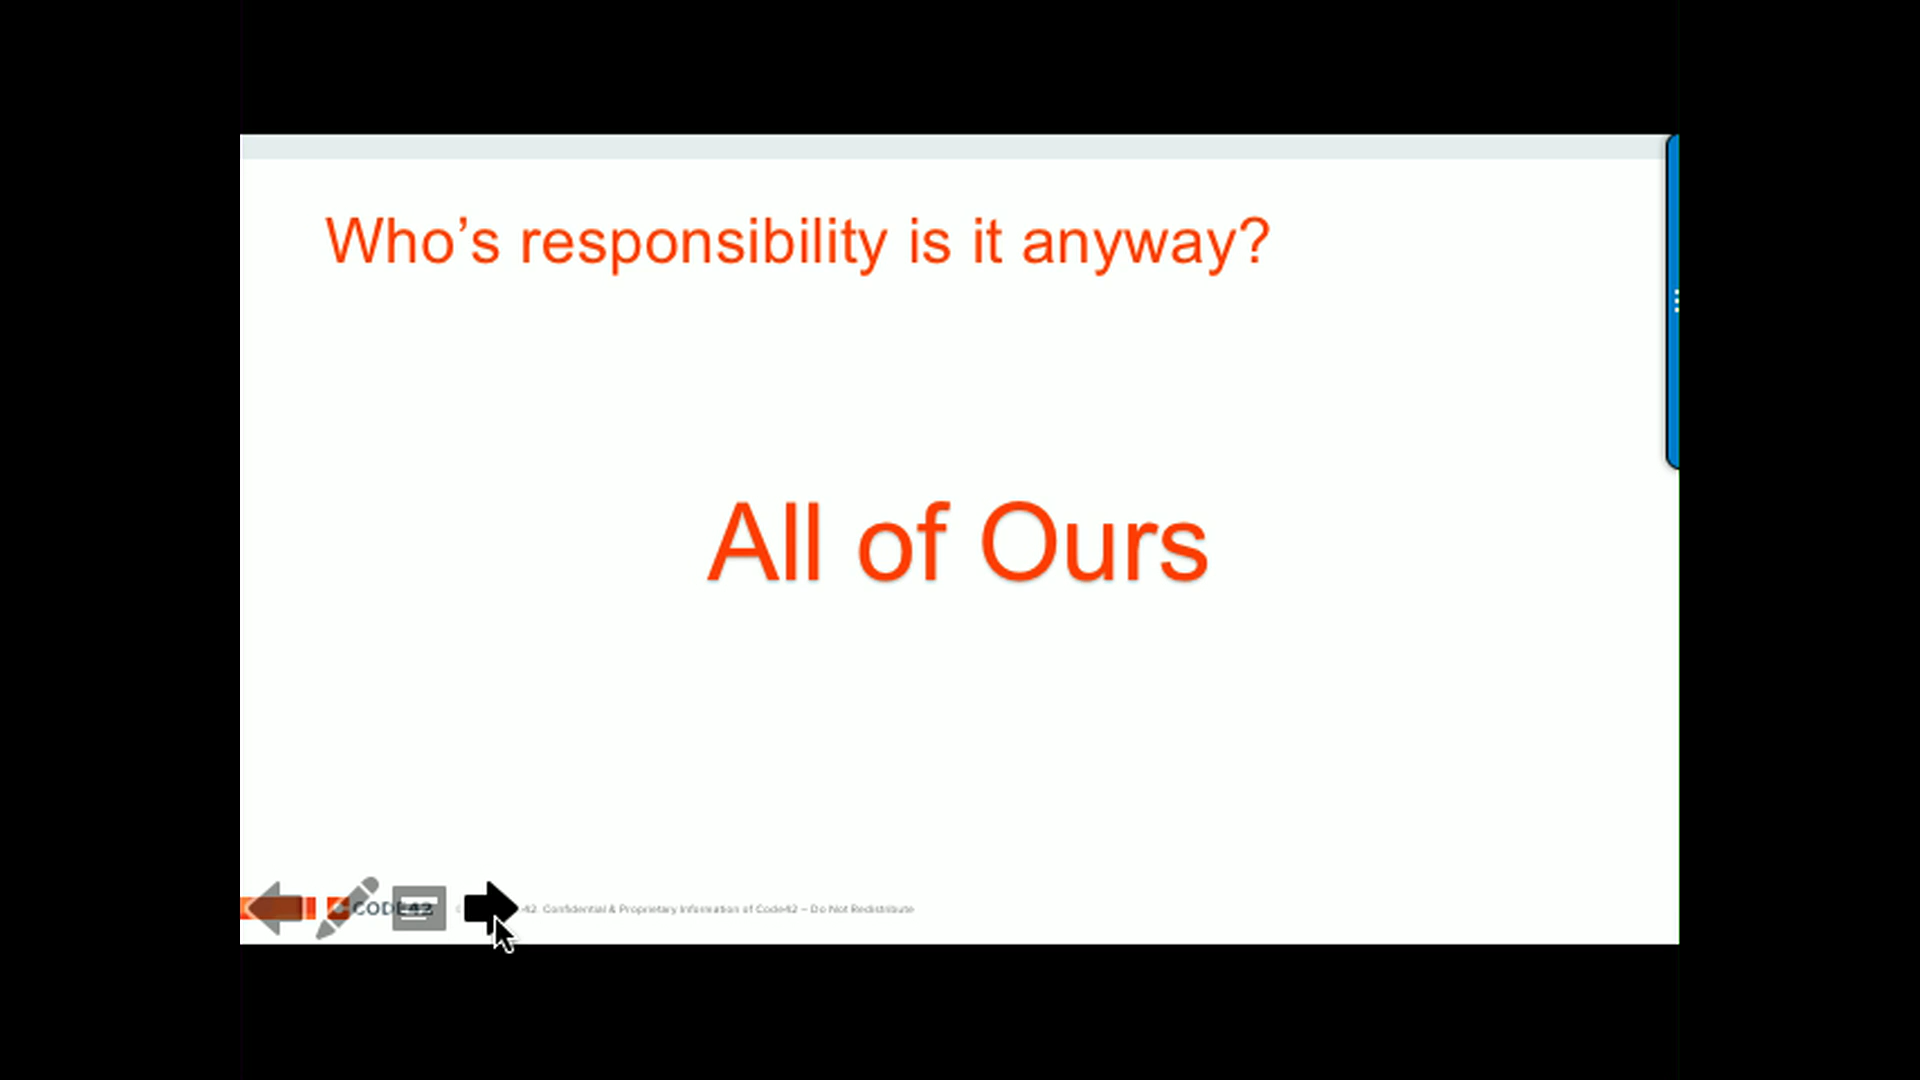 Who’s responsibility is it anyway?
All of Ours
CODE42 42. Confidential & Proprietary Information of Code42 – Do Not Redistribute